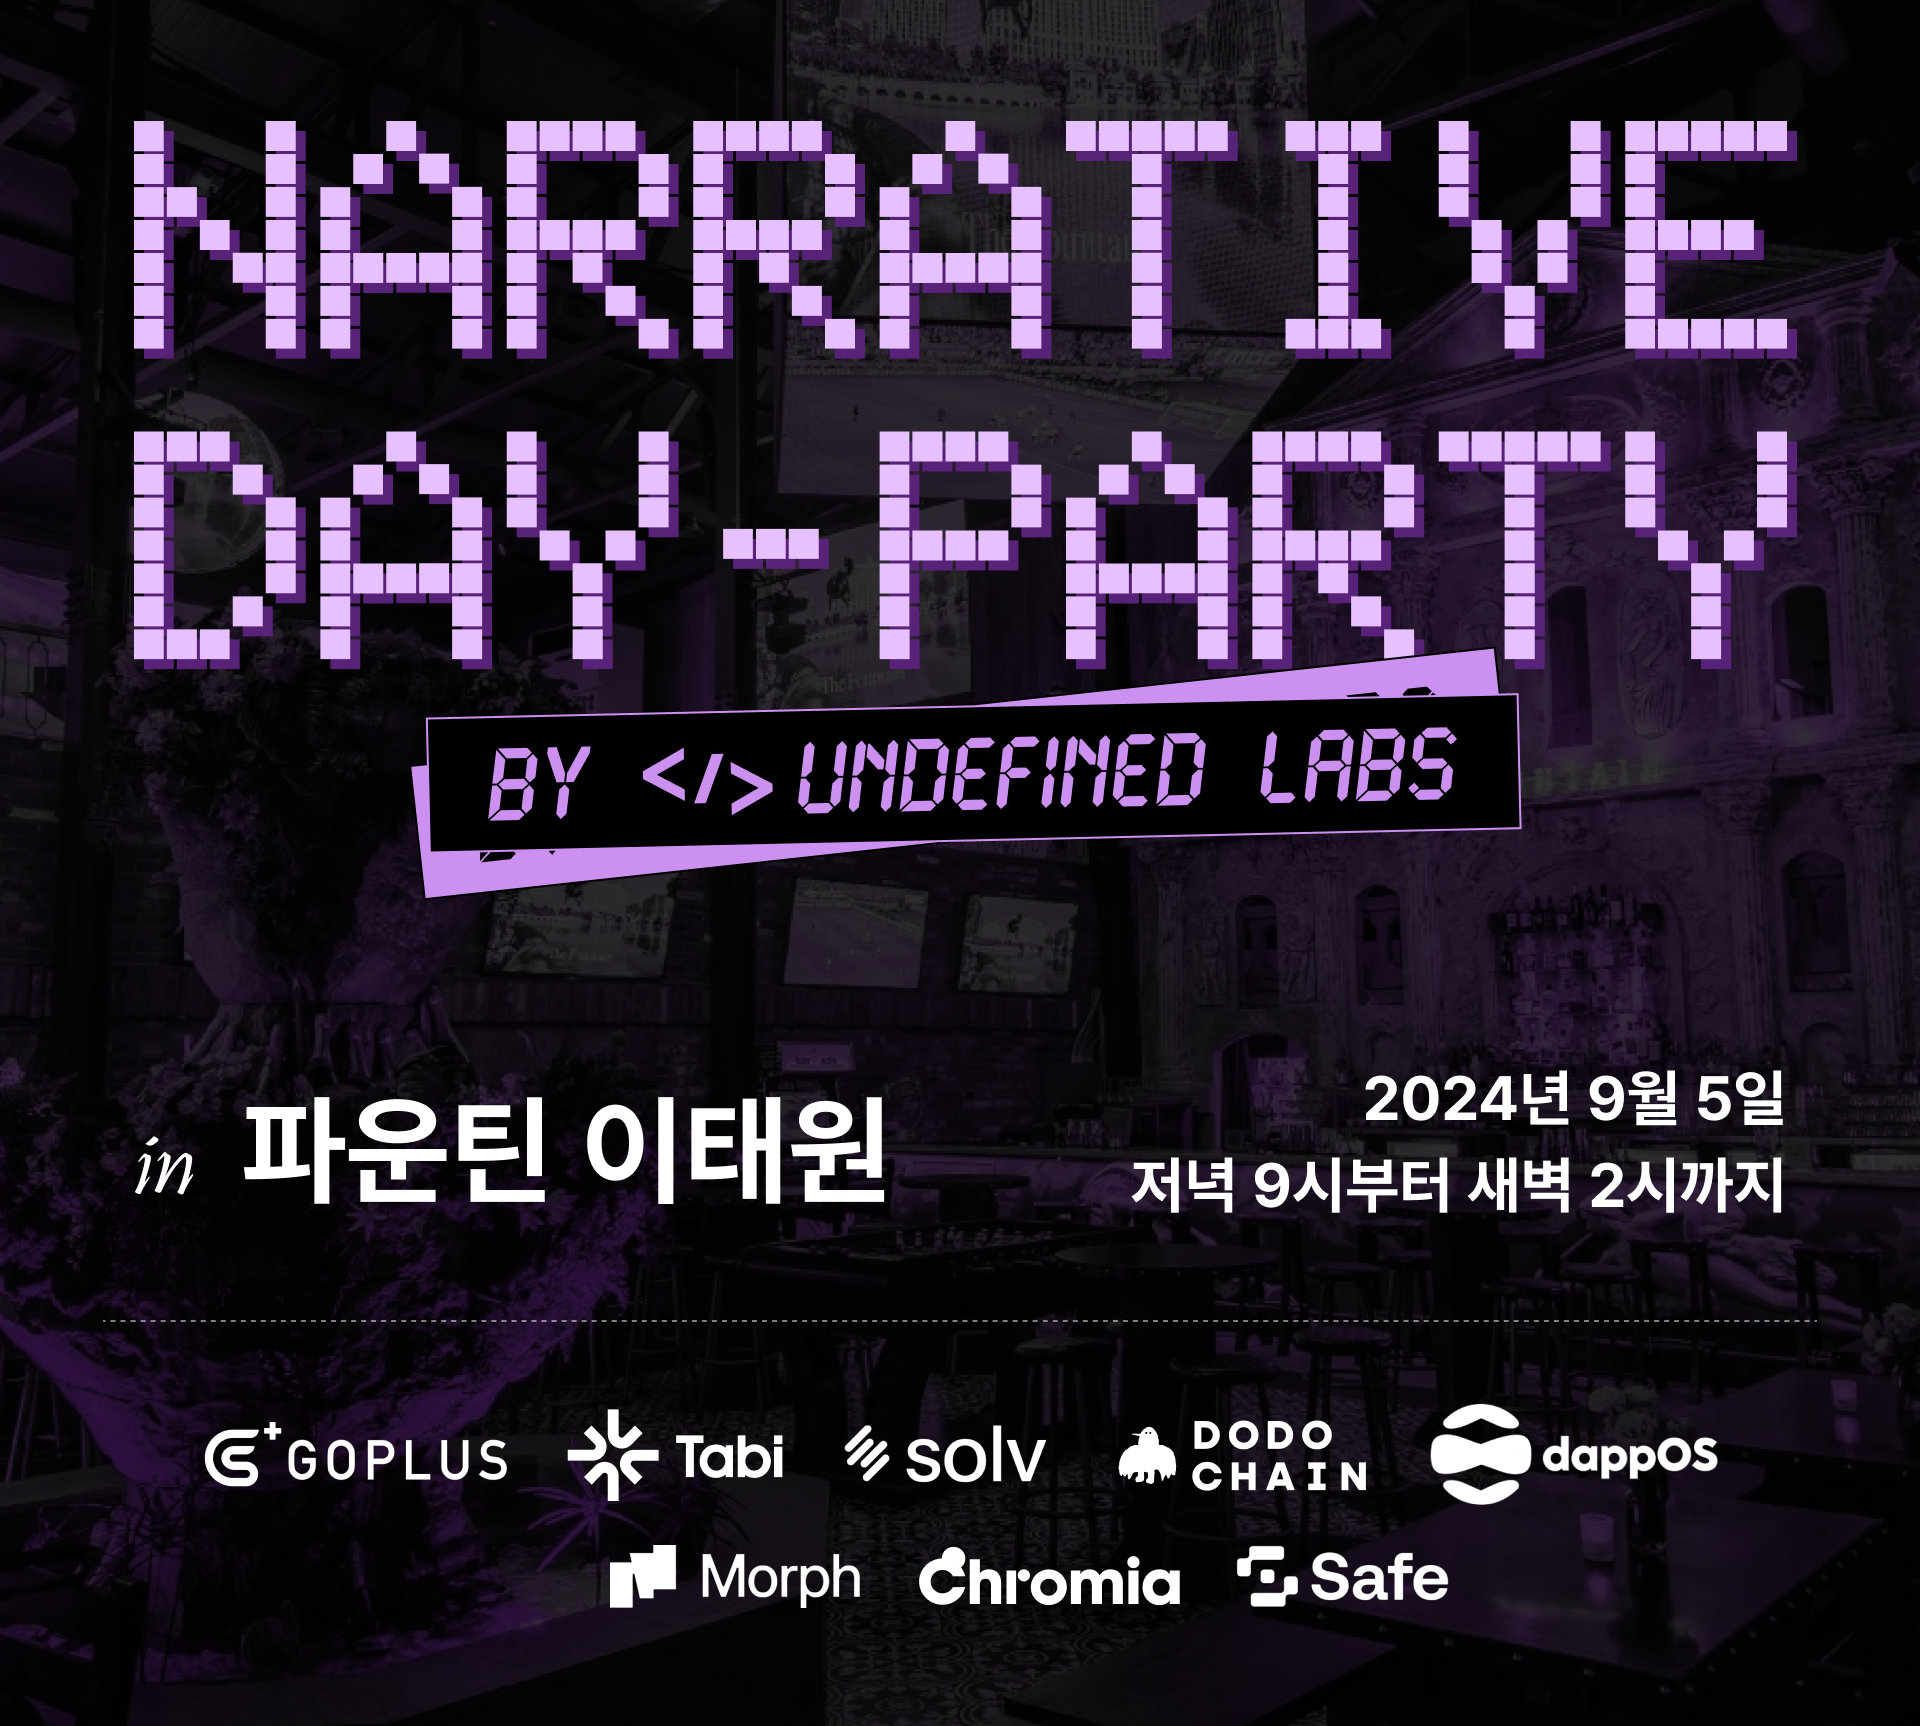 NARRATIVE
DAY-PARTY
BY </> UNDEFINED LABS
in 파운틴 이태원
2024년 9월 5일
저녁 9시부터 새벽 2시까지
GOPLUS Tabi solv DODO CHAIN dappOS
Morph Chromia Safe